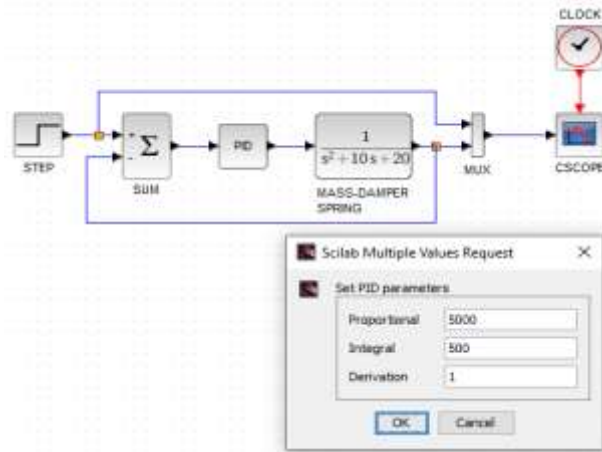 CLOCK
STEP
+
-
Σ
SUM
PID
1
s²+10s+20
MASS-DAMPER
SPRING
MUX
CSCOPE
Scilab Multiple Values Request
Set PID parameters
Proportional 5000
Integral 500
Derivation 1
OK Cancel